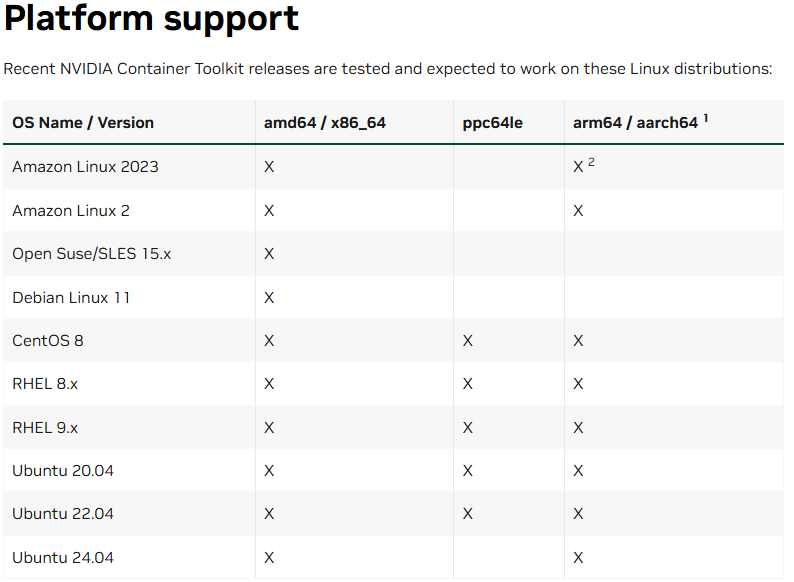 Platform support
Recent NVIDIA Container Toolkit releases are tested and expected to work on these Linux distributions:
OS Name / Version amd64 / x86_64 ppc64le arm64 / aarch64 1
Amazon Linux 2023 X X 2
Amazon Linux 2 X X
Open Suse/SLES 15.x X
Debian Linux 11 X
CentOS 8 X X X
RHEL 8.x X X X
RHEL 9.x X X X
Ubuntu 20.04 X X X
Ubuntu 22.04 X X X
Ubuntu 24.04 X X